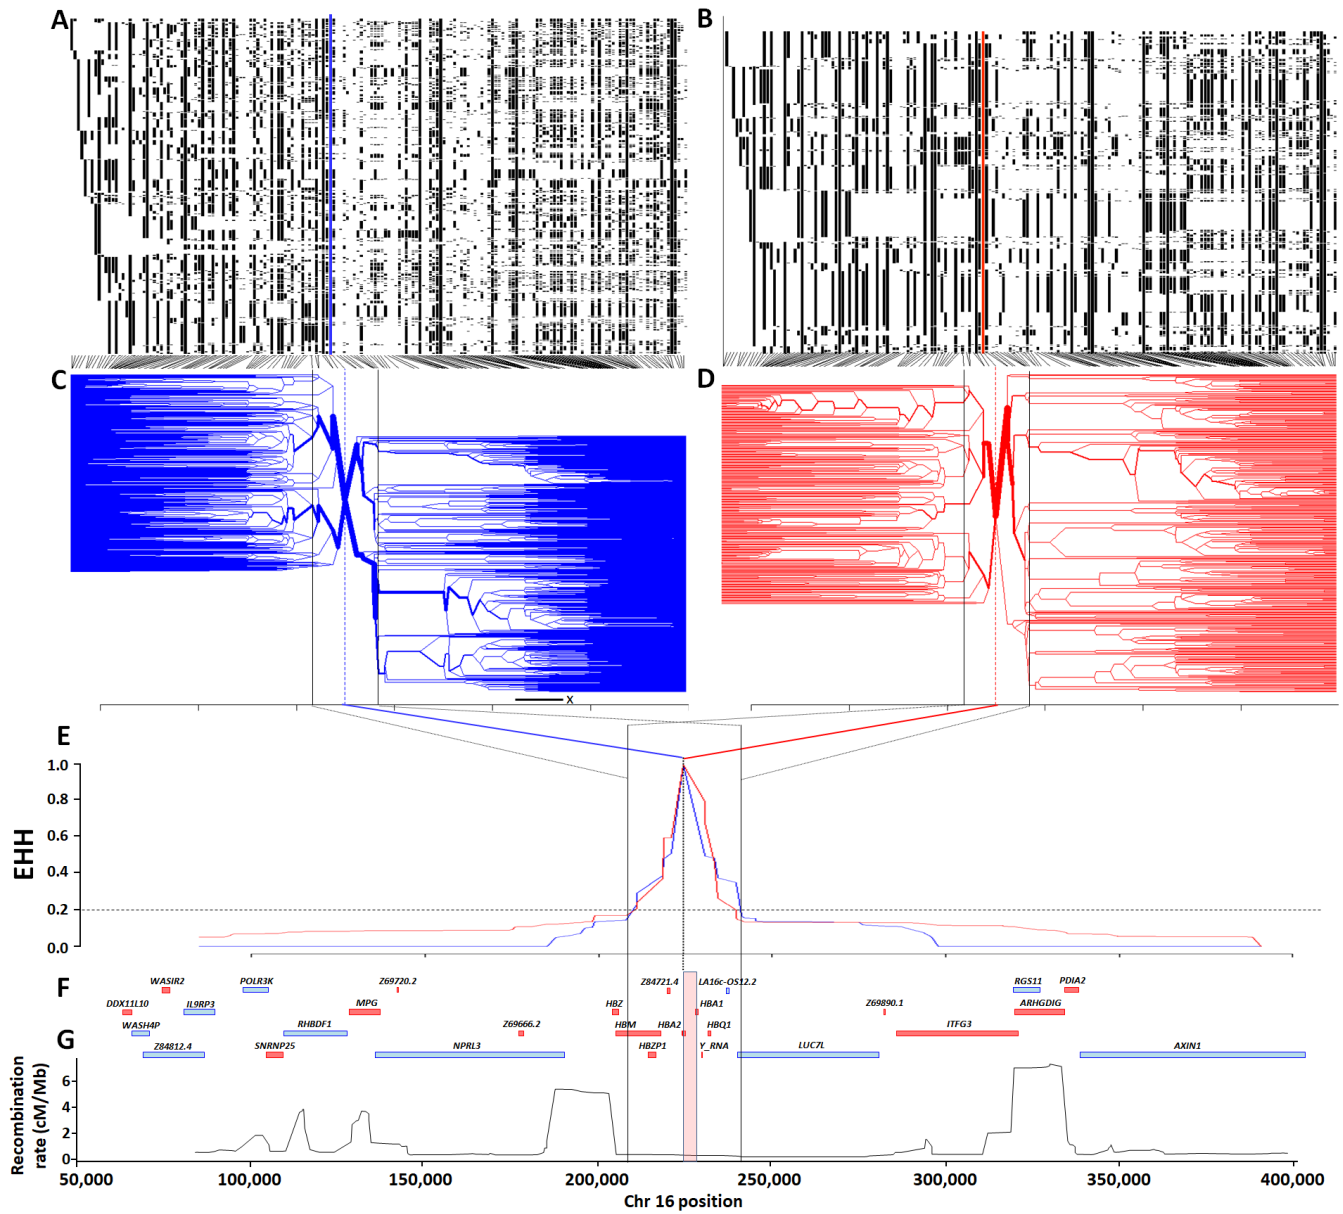 A
B
C
D
X
E
1.0
0.8
0.6
0.4
0.2
0.0
EHH
F
WASIR2
POLR3K
Z69720.2
Z84721.4
LA16c-OS12.2
RGS11
PDIA2
DDX11L10
IL9RP3
MPG
HBZ
HBA1
Z69890.1
ARHGDIG
WASH4P
RHBDF1
Z69666.2
HBM
HBA2
HBQ1
ITFG3
Z84812.4
SNRNP25
NPRL3
HBZP1
Y_RNA
LUC7L
AXIN1
G
6
4
2
0
Recombination
rate (cM/Mb)
50,000
100,000
150,000
200,000
250,000
300,000
350,000
400,000
Chr 16 position